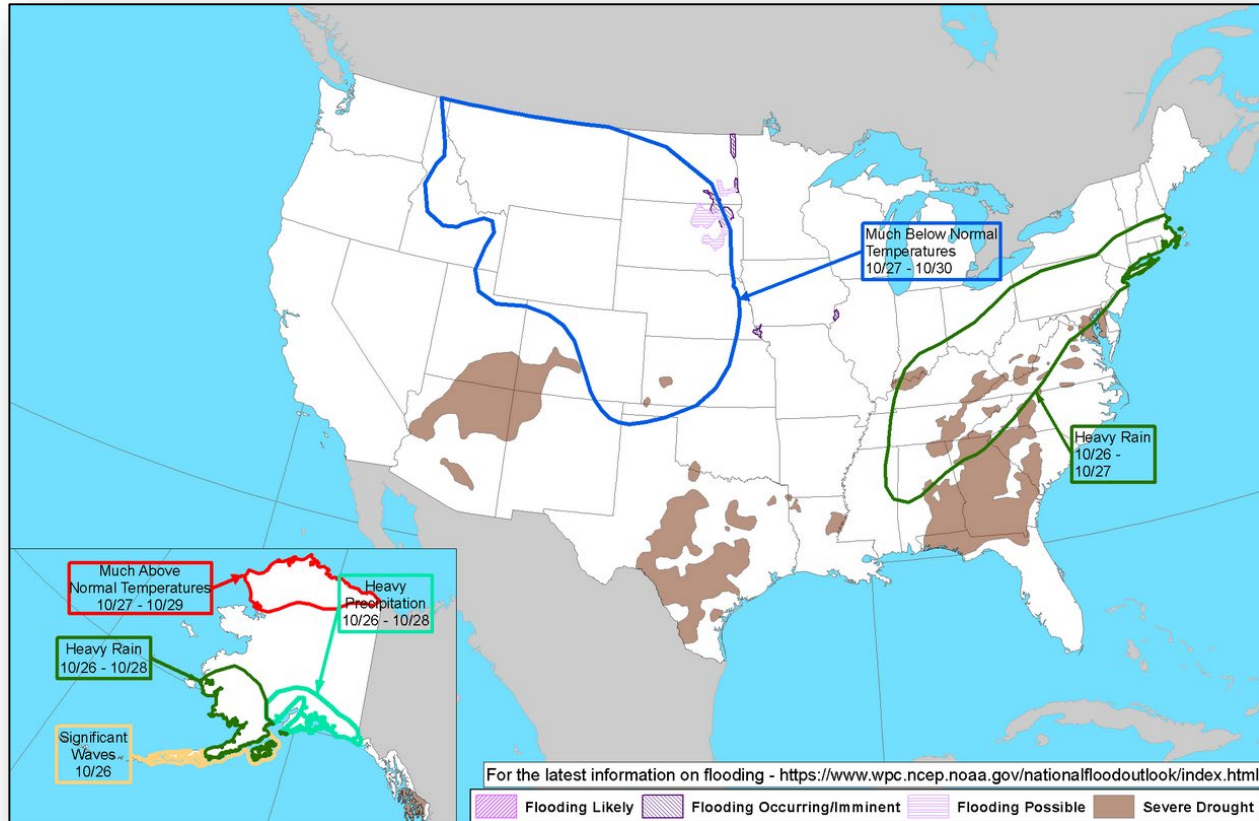 Much Below Normal
Temperatures
10/27 - 10/30
Heavy Rain
10/26 -
10/27
Much Above
Normal Temperatures
10/27 - 10/29
Heavy
Precipitation
10/26 - 10/28
Heavy Rain
10/26 - 10/28
Significant
Waves
10/26
For the latest information on flooding - https://www.wpc.ncep.noaa.gov/nationalfloodoutlook/index.html
Flooding Likely
Flooding Occurring/Imminent
Flooding Possible
Severe Drought